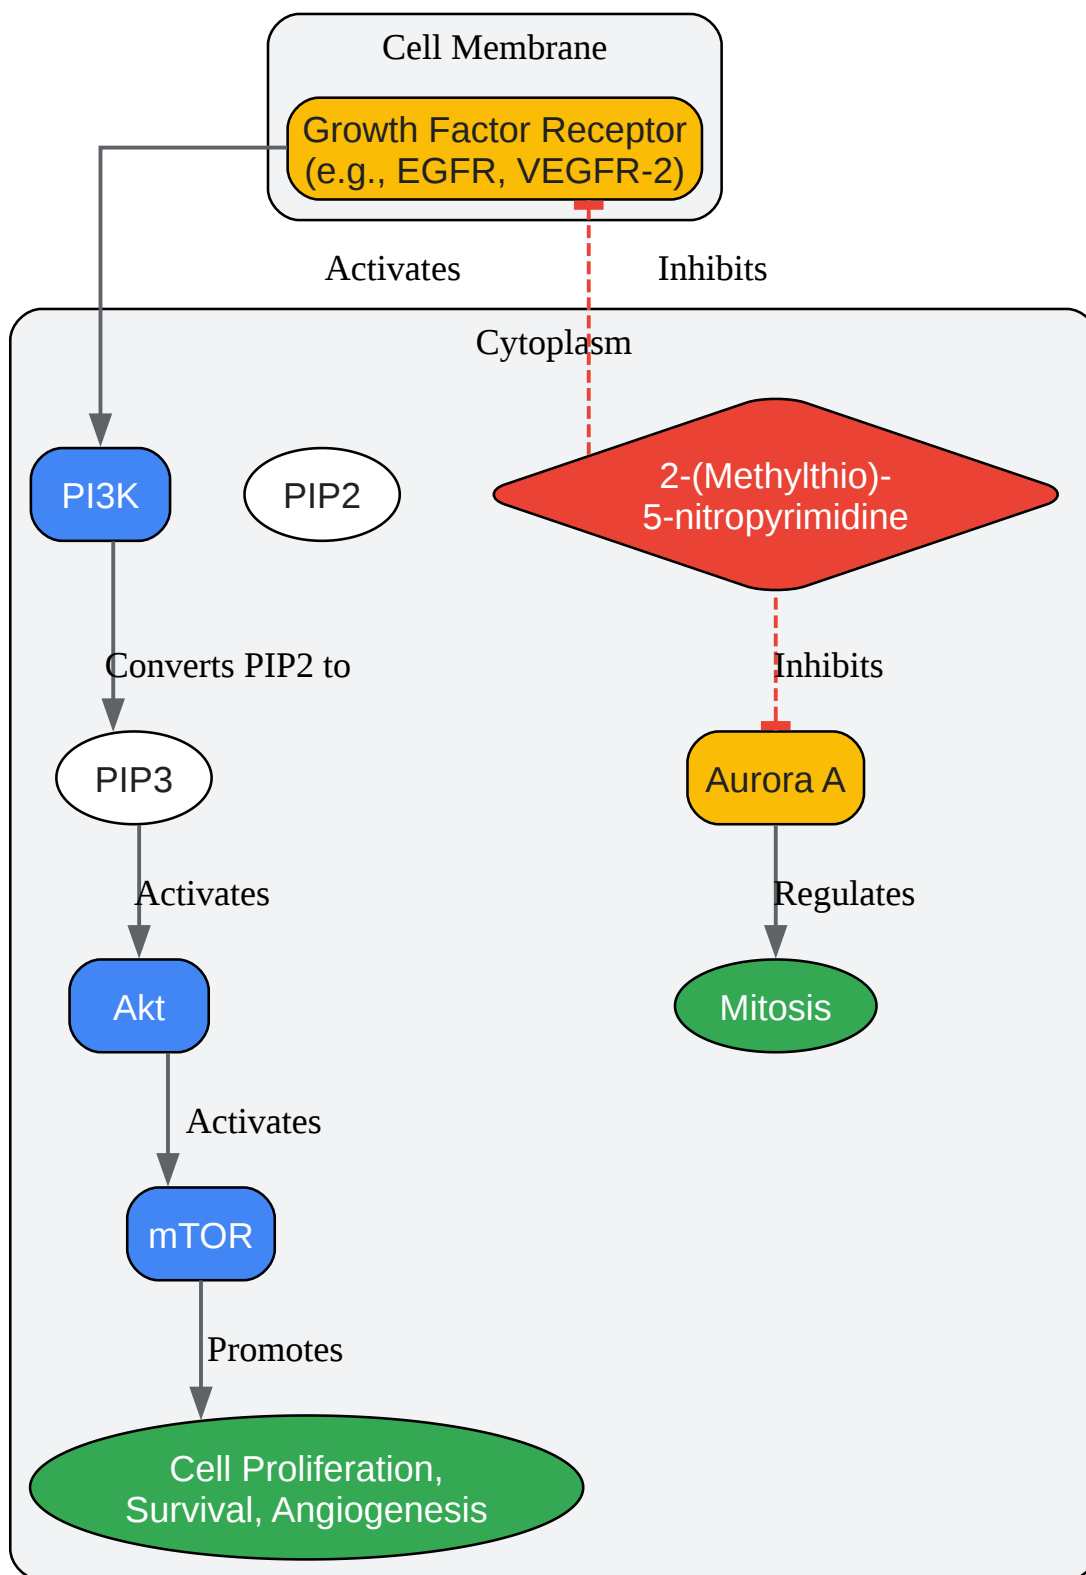 Cell Membrane
Growth Factor Receptor
(e.g., EGFR, VEGFR-2)
Activates
Inhibits
Cytoplasm
PI3K
PIP2
2-(Methylthio)-
5-nitropyrimidine
Converts PIP2 to
Inhibits
PIP3
Aurora A
Activates
Regulates
Akt
Mitosis
Activates
mTOR
Promotes
Cell Proliferation,
Survival, Angiogenesis